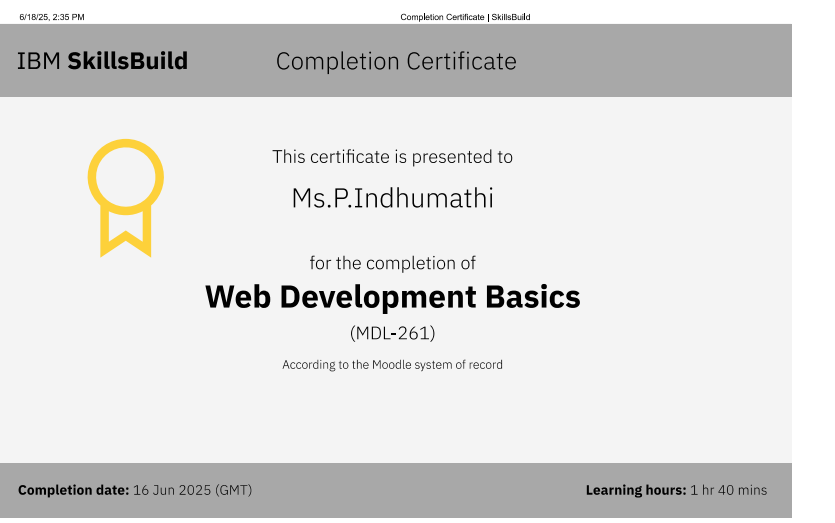 6/18/25, 2:35 PM Completion Certificate | SkillsBuild
IBM SkillsBuild Completion Certificate
This certificate is presented to
Ms.P.Indhumathi
for the completion of
Web Development Basics
(MDL-261)
According to the Moodle system of record
Completion date: 16 Jun 2025 (GMT) Learning hours: 1 hr 40 mins